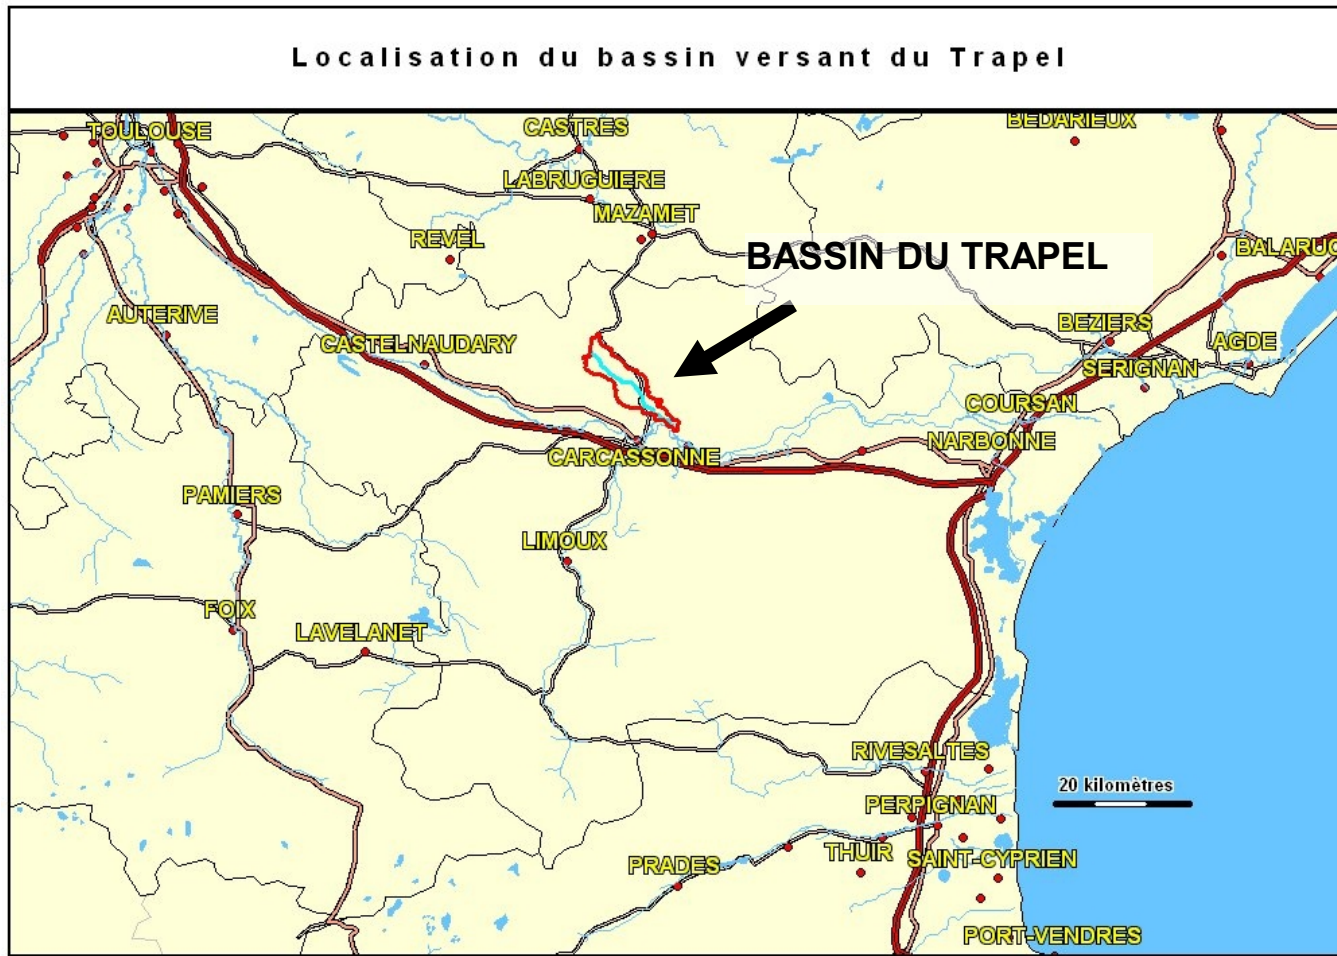 Localisation du bassin versant du Trapel
TOULOUSE
CASTRES
BEDARIEUX
LABRUGUIERE
MAZAMET
REVEL
BASSIN DU TRAPEL
BALARUC
AUTERIVE
CASTELNAUDARY
BEZIERS
AGDE
SERIGNAN
COURSAN
NARBONNE
CARCASSONNE
PAMIERS
LIMOUX
FOIX
LAVELANET
RIVESALTES
20 kilomètres
PERPIGNAN
THUIR
SAINT-CYPRIEN
PRADES
PORT-VENDRES